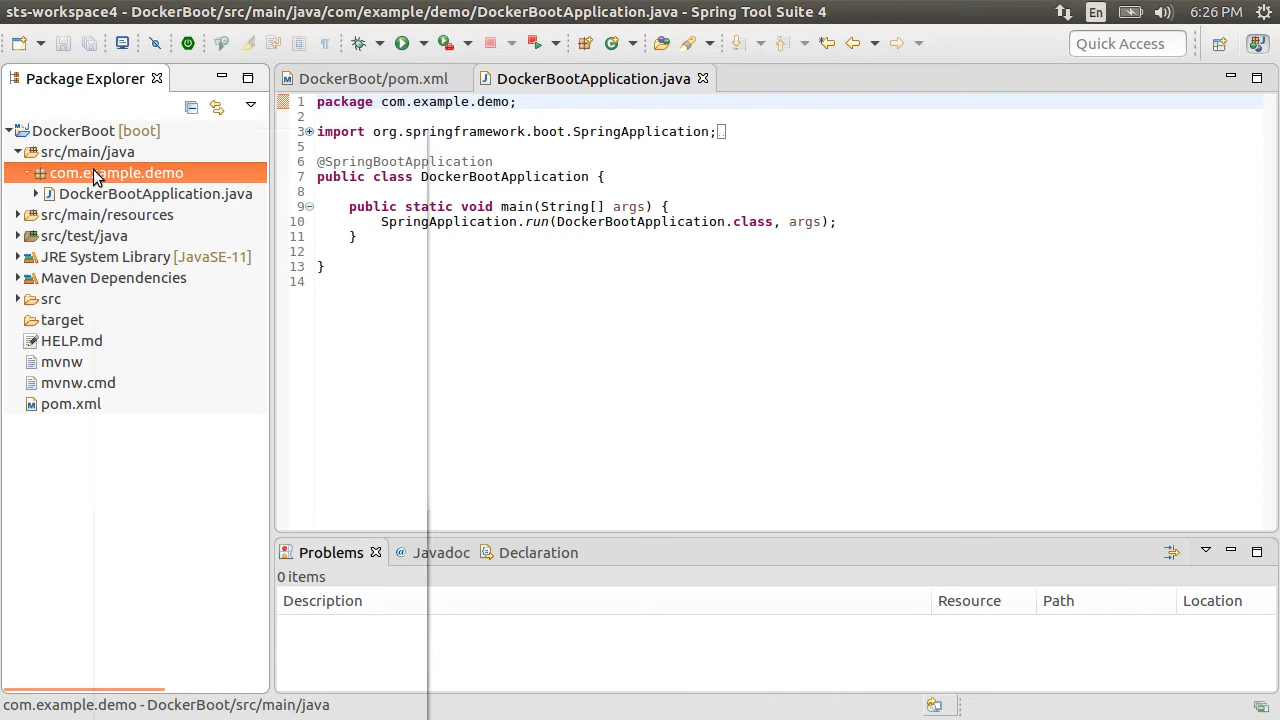 sts-workspace4 - DockerBoot/src/main/java/com/example/demo/DockerBootApplication.java - Spring Tool Suite 4
En
6:26 PM
Quick Access
Package Explorer
DockerBoot/pom.xml
DockerBootApplication.java
DockerBoot [boot]
src/main/java
com.example.demo
DockerBootApplication.java
src/main/resources
src/test/java
JRE System Library [JavaSE-11]
Maven Dependencies
src
target
HELP.md
mvnw
mvnw.cmd
pom.xml
1 package com.example.demo;
2
3 import org.springframework.boot.SpringApplication;
5
6 @SpringBootApplication
7 public class DockerBootApplication {
8
9 public static void main(String[] args) {
10 SpringApplication.run(DockerBootApplication.class, args);
11 }
12
13 }
14
Problems
@ Javadoc
Declaration
0 items
Description Resource Path Location
com.example.demo - DockerBoot/src/main/java